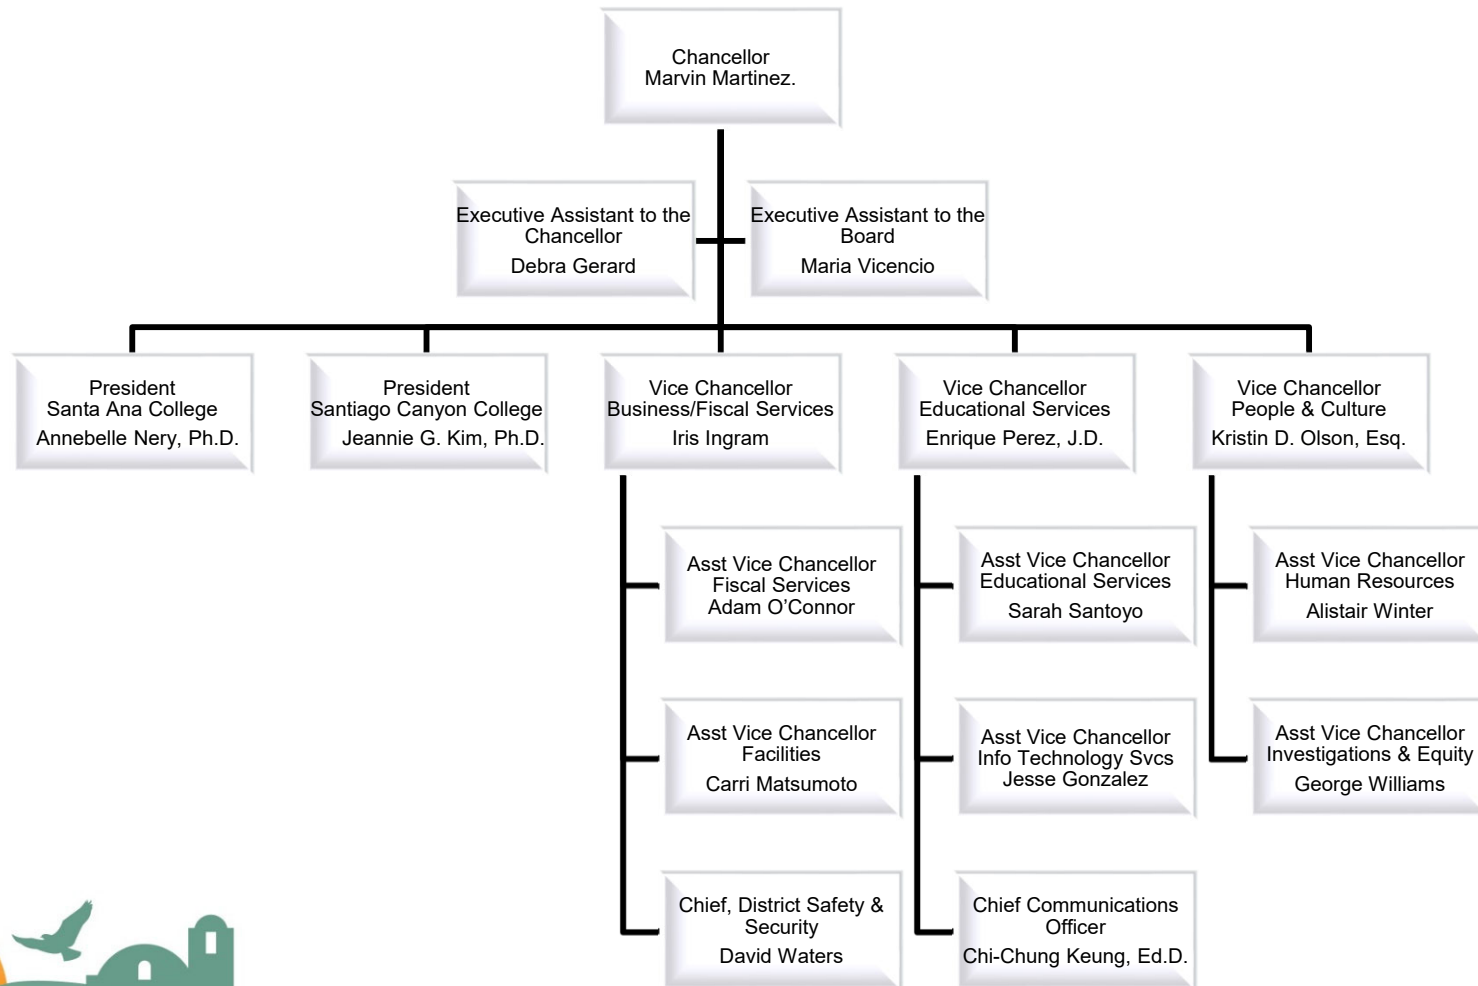 Chancellor
Marvin Martinez.
Executive Assistant to the
Chancellor
Debra Gerard
Executive Assistant to the
Board
Maria Vicencio
President
Santa Ana College
Annebelle Nery, Ph.D.
President
Santiago Canyon College
Jeannie G. Kim, Ph.D.
Vice Chancellor
Business/Fiscal Services
Iris Ingram
Vice Chancellor
Educational Services
Enrique Perez, J.D.
Vice Chancellor
People & Culture
Kristin D. Olson, Esq.
Asst Vice Chancellor
Fiscal Services
Adam O’Connor
Asst Vice Chancellor
Educational Services
Sarah Santoyo
Asst Vice Chancellor
Human Resources
Alistair Winter
Asst Vice Chancellor
Facilities
Carri Matsumoto
Asst Vice Chancellor
Info Technology Svcs
Jesse Gonzalez
Asst Vice Chancellor
Investigations & Equity
George Williams
Chief, District Safety &
Security
David Waters
Chief Communications
Officer
Chi-Chung Keung, Ed.D.